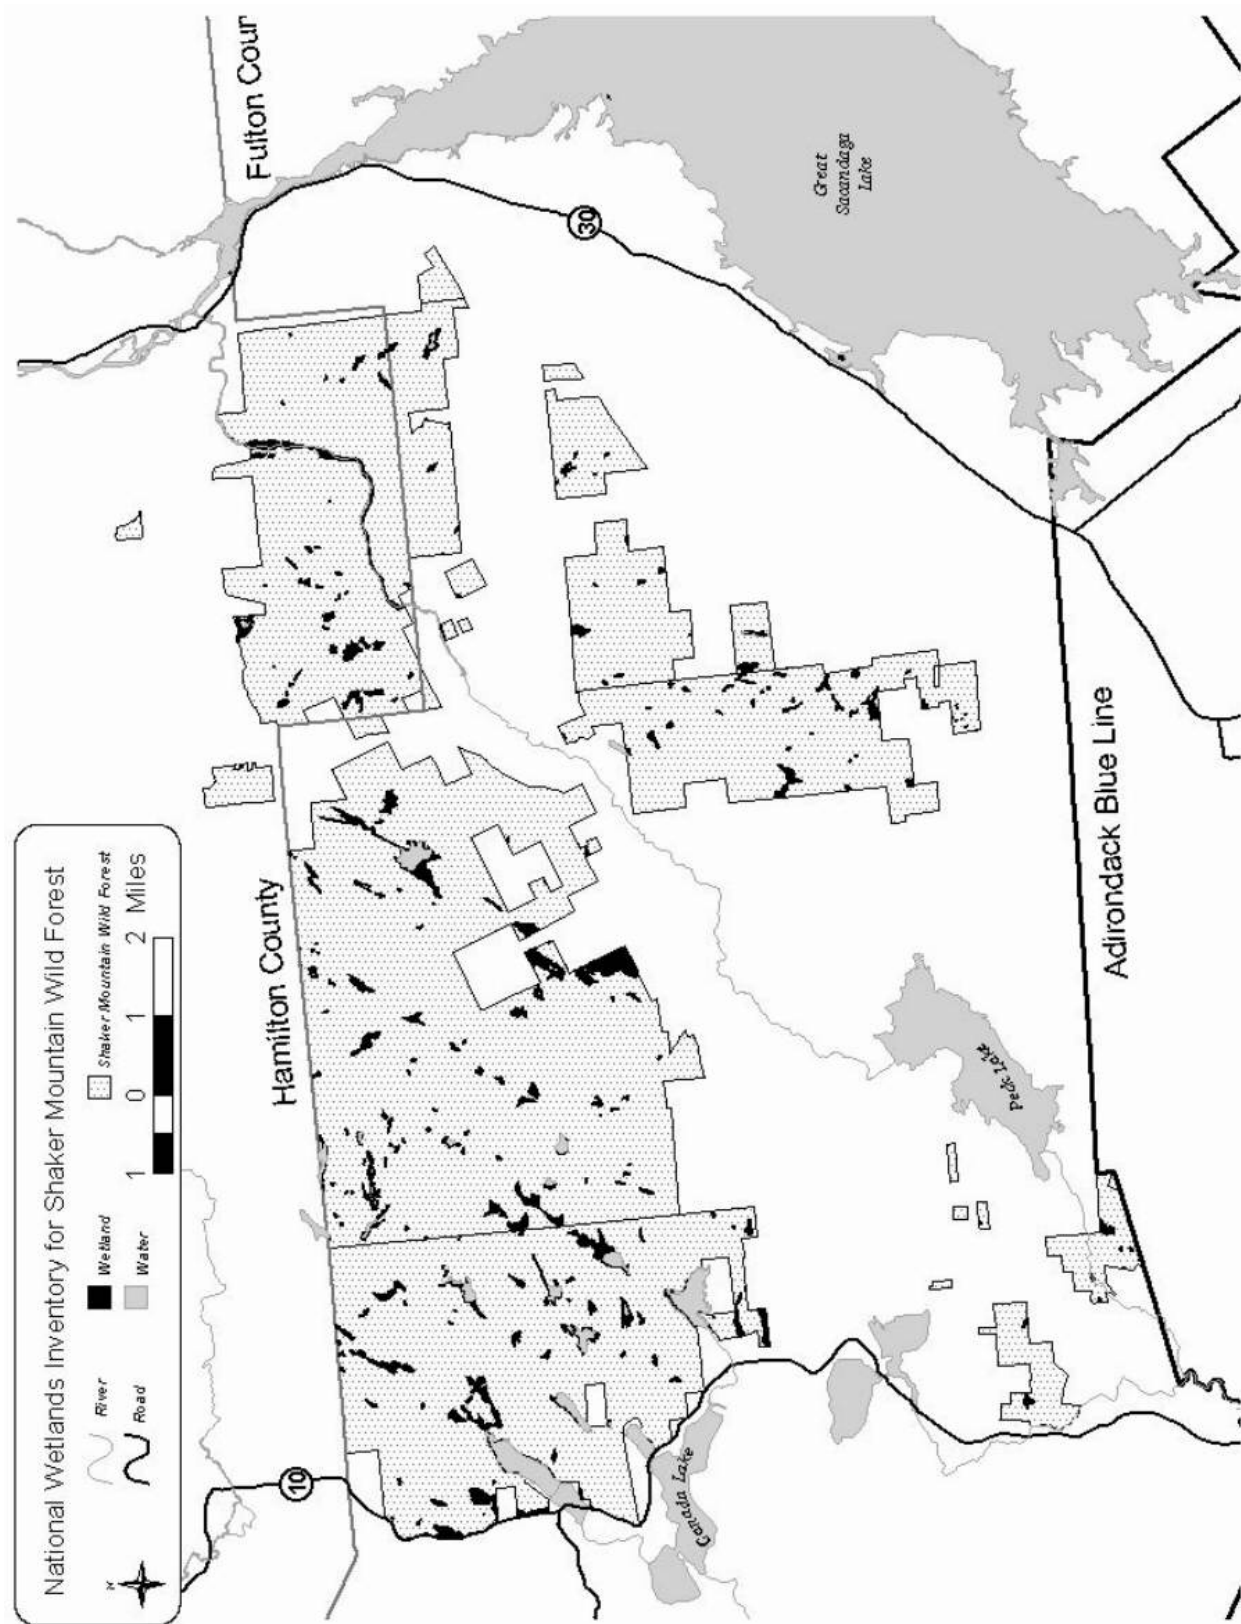 National Wetlands Inventory for Shaker Mountain Wild Forest
N
River
Wetland
Shaker Mountain Wild Forest
Road
Water
1 0 1 2 Miles
Hamilton County
Fulton Cour
10
30
Great
Sacandaga
Lake
Canada Lake
Peck Lake
Adirondack Blue Line